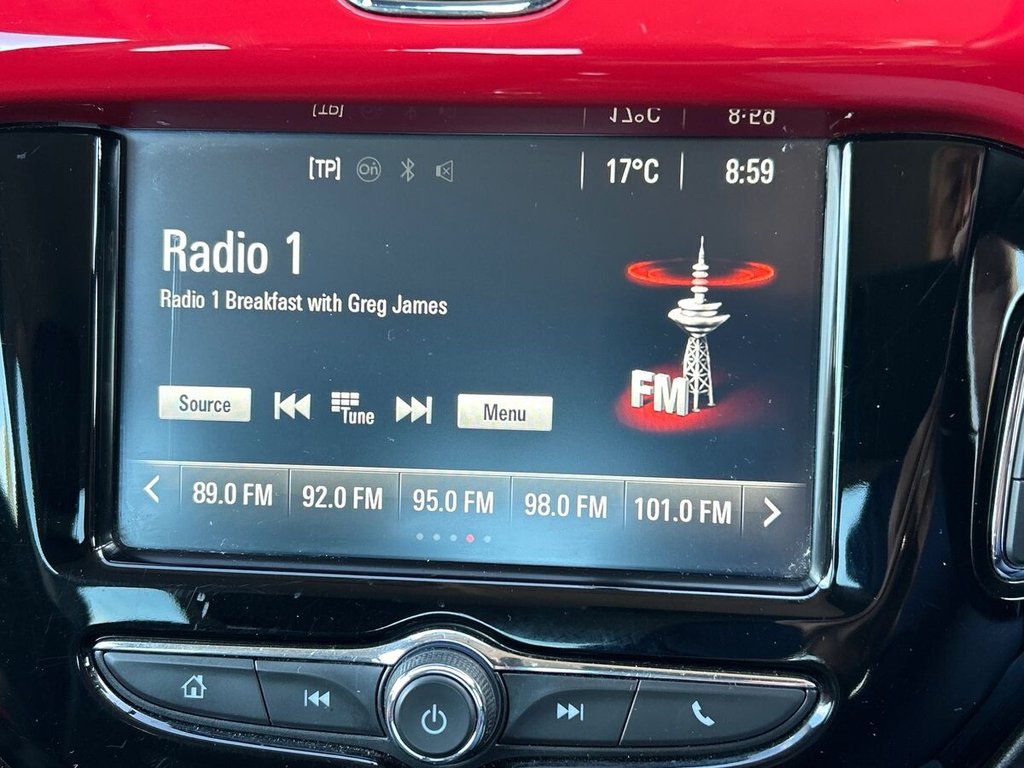 [TP] On 17°C 8:59
Radio 1
Radio 1 Breakfast with Greg James
FM
Source Tune Menu
89.0 FM 92.0 FM 95.0 FM 98.0 FM 101.0 FM